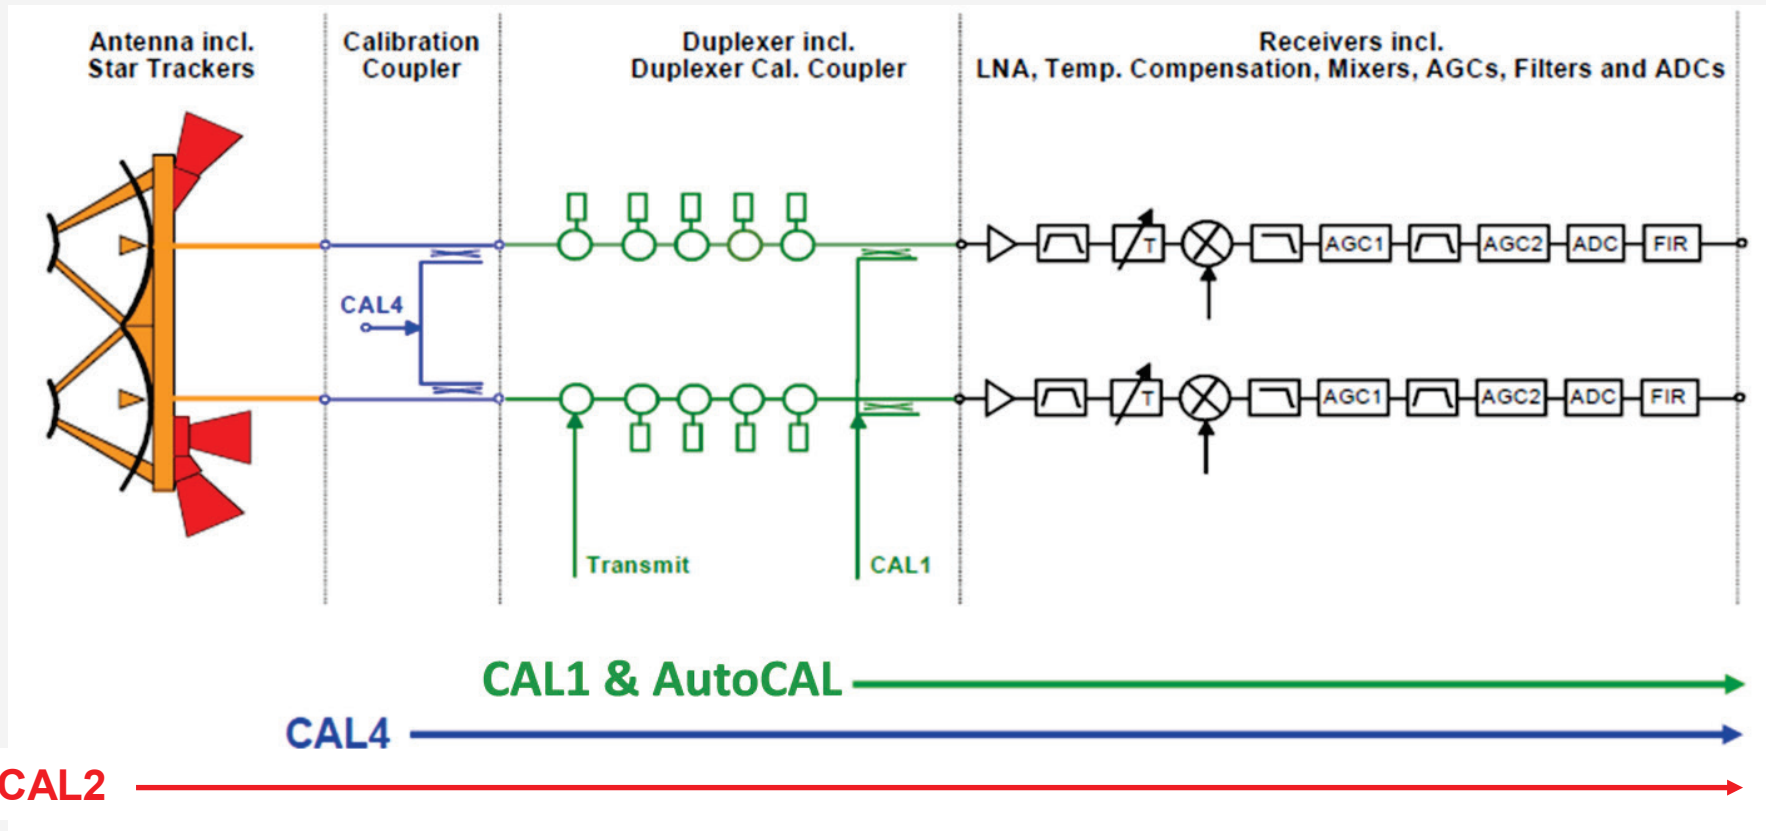 Antenna incl.
Star Trackers
Calibration
Coupler
Duplexer incl.
Duplexer Cal. Coupler
Receivers incl.
LNA, Temp. Compensation, Mixers, AGCs, Filters and ADCs
T
AGC1
AGC2
ADC
FIR
CAL4
T
AGC1
AGC2
ADC
FIR
Transmit
CAL1
CAL1 & AutoCAL
CAL4
CAL2